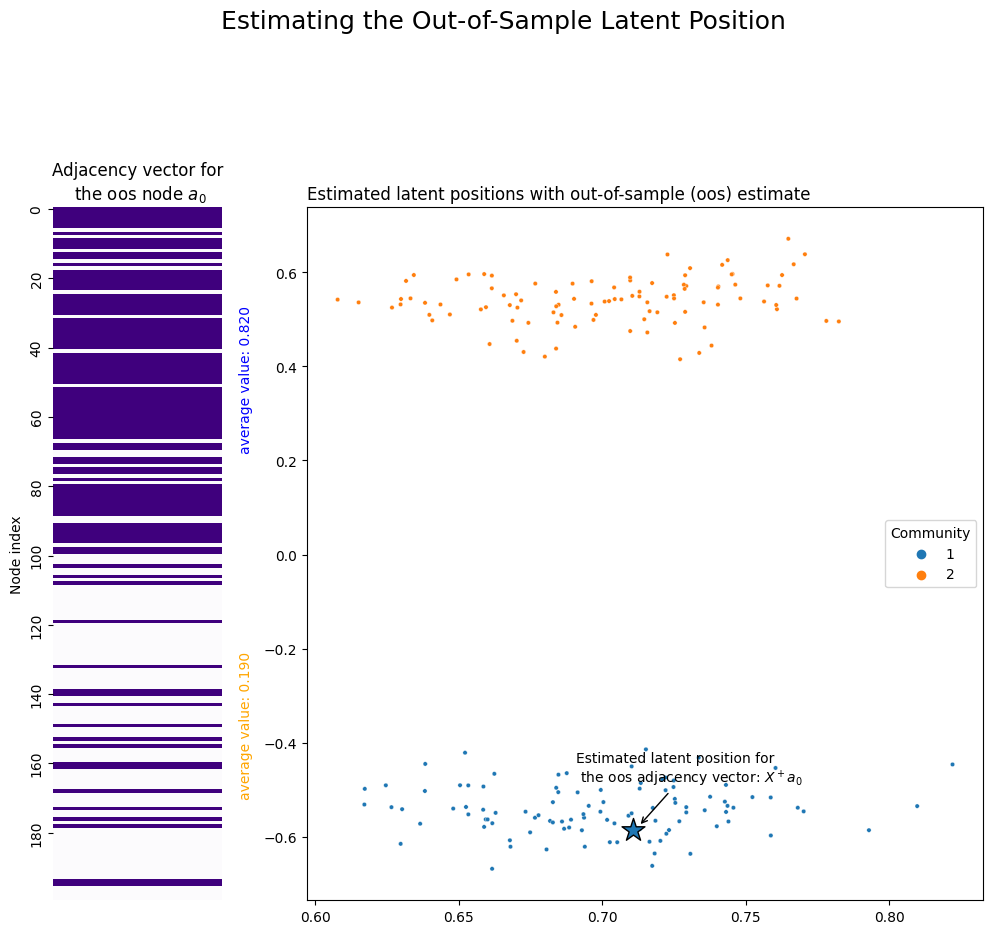 Estimating the Out-of-Sample Latent Position
Adjacency vector for
the oos node a₀
Node index
0
20
40
60
80
100
120
140
160
180
average value: 0.820
average value: 0.190
Estimated latent positions with out-of-sample (oos) estimate
0.6
0.4
0.2
0.0
−0.2
−0.4
−0.6
Community
1
2
Estimated latent position for
the oos adjacency vector: X⁺a₀
0.60
0.65
0.70
0.75
0.80